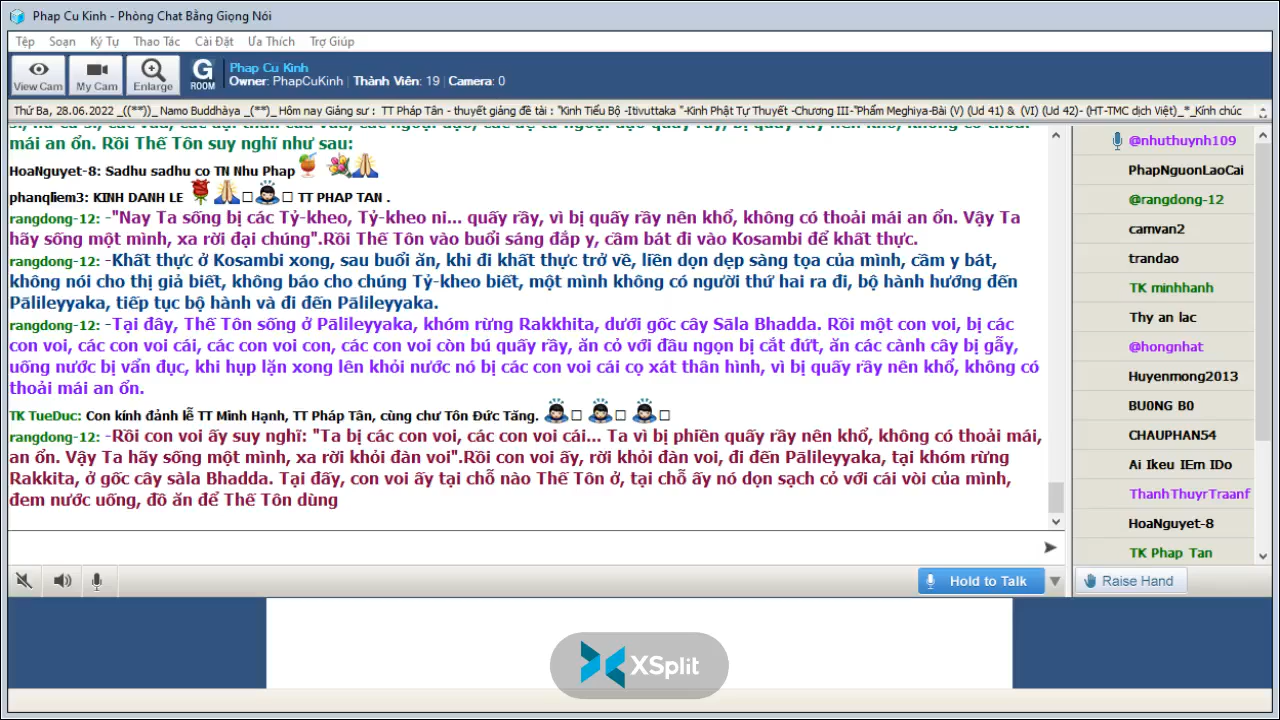 Phap Cu Kinh - Phòng Chat Bằng Giọng Nói
Tệp Soạn Ký Tự Thao Tác Cài Đặt Ưa Thích Trợ Giúp
View Cam My Cam Enlarge G ROOM
Phap Cu Kinh
Owner: PhapCuKinh Thành Viên: 19 Camera: 0
Thứ Ba, 28.06.2022 _((**))_ Namo Buddhàya _(**)_ Hôm nay Giảng sư : TT Pháp Tân - thuyết giảng đề tài : "Kinh Tiểu Bộ -Itivuttaka "-Kinh Phật Tự Thuyết -Chương III-"Phẩm Meghiya-Bài (V) (Ud 41) & (VI) (Ud 42)- (HT-TMC dịch Việt)_*_Kính chúc
mái an ổn. Rồi Thế Tôn suy nghĩ như sau:
HoaNguyet-8: Sadhu sadhu co TN Nhu Phap
phanqliem3: KINH DANH LE TT PHAP TAN .
rangdong-12: -"Nay Ta sống bị các Tỷ-kheo, Tỷ-kheo ni... quấy rầy, vì bị quấy rầy nên khổ, không có thoải mái an ổn. Vậy Ta
hãy sống một mình, xa rời đại chúng".Rồi Thế Tôn vào buổi sáng đắp y, cầm bát đi vào Kosambi để khất thực.
rangdong-12: -Khất thực ở Kosambi xong, sau buổi ăn, khi đi khất thực trở về, liền dọn dẹp sàng tọa của mình, cầm y bát,
không nói cho thị giả biết, không báo cho chúng Tỷ-kheo biết, một mình không có người thứ hai ra đi, bộ hành hướng đến
Pālileyyaka, tiếp tục bộ hành và đi đến Pālileyyaka.
rangdong-12: -Tại đây, Thế Tôn sống ở Pālileyyaka, khóm rừng Rakkhita, dưới gốc cây Sāla Bhadda. Rồi một con voi, bị các
con voi, các con voi cái, các con voi con, các con voi còn bú quấy rầy, ăn cỏ với đầu ngọn bị cắt đứt, ăn các cành cây bị gẫy,
uống nước bị vẩn đục, khi hụp lặn xong lên khỏi nước nó bị các con voi cái cọ xát thân hình, vì bị quấy rầy nên khổ, không có
thoải mái an ổn.
TK TueDuc: Con kính đảnh lễ TT Minh Hạnh, TT Pháp Tân, cùng chư Tôn Đức Tăng.
rangdong-12: -Rồi con voi ấy suy nghĩ: "Ta bị các con voi, các con voi cái... Ta vì bị phiền quấy rầy nên khổ, không có thoải mái,
an ổn. Vậy Ta hãy sống một mình, xa rời khỏi đàn voi".Rồi con voi ấy, rời khỏi đàn voi, đi đến Pālileyyaka, tại khóm rừng
Rakkita, ở gốc cây sàla Bhadda. Tại đấy, con voi ấy tại chỗ nào Thế Tôn ở, tại chỗ ấy nó dọn sạch cỏ với cái vòi của mình,
đem nước uống, đồ ăn để Thế Tôn dùng
@nhuthuynh109
PhapNguonLaoCai
@rangdong-12
camvan2
trandao
TK minhhanh
Thy an lac
@hongnhat
Huyenmong2013
BU0NG B0
CHAUPHAN54
Ai Ikeu IEm IDo
ThanhThuyrTraanf
HoaNguyet-8
TK Phap Tan
Hold to Talk
Raise Hand
XSplit